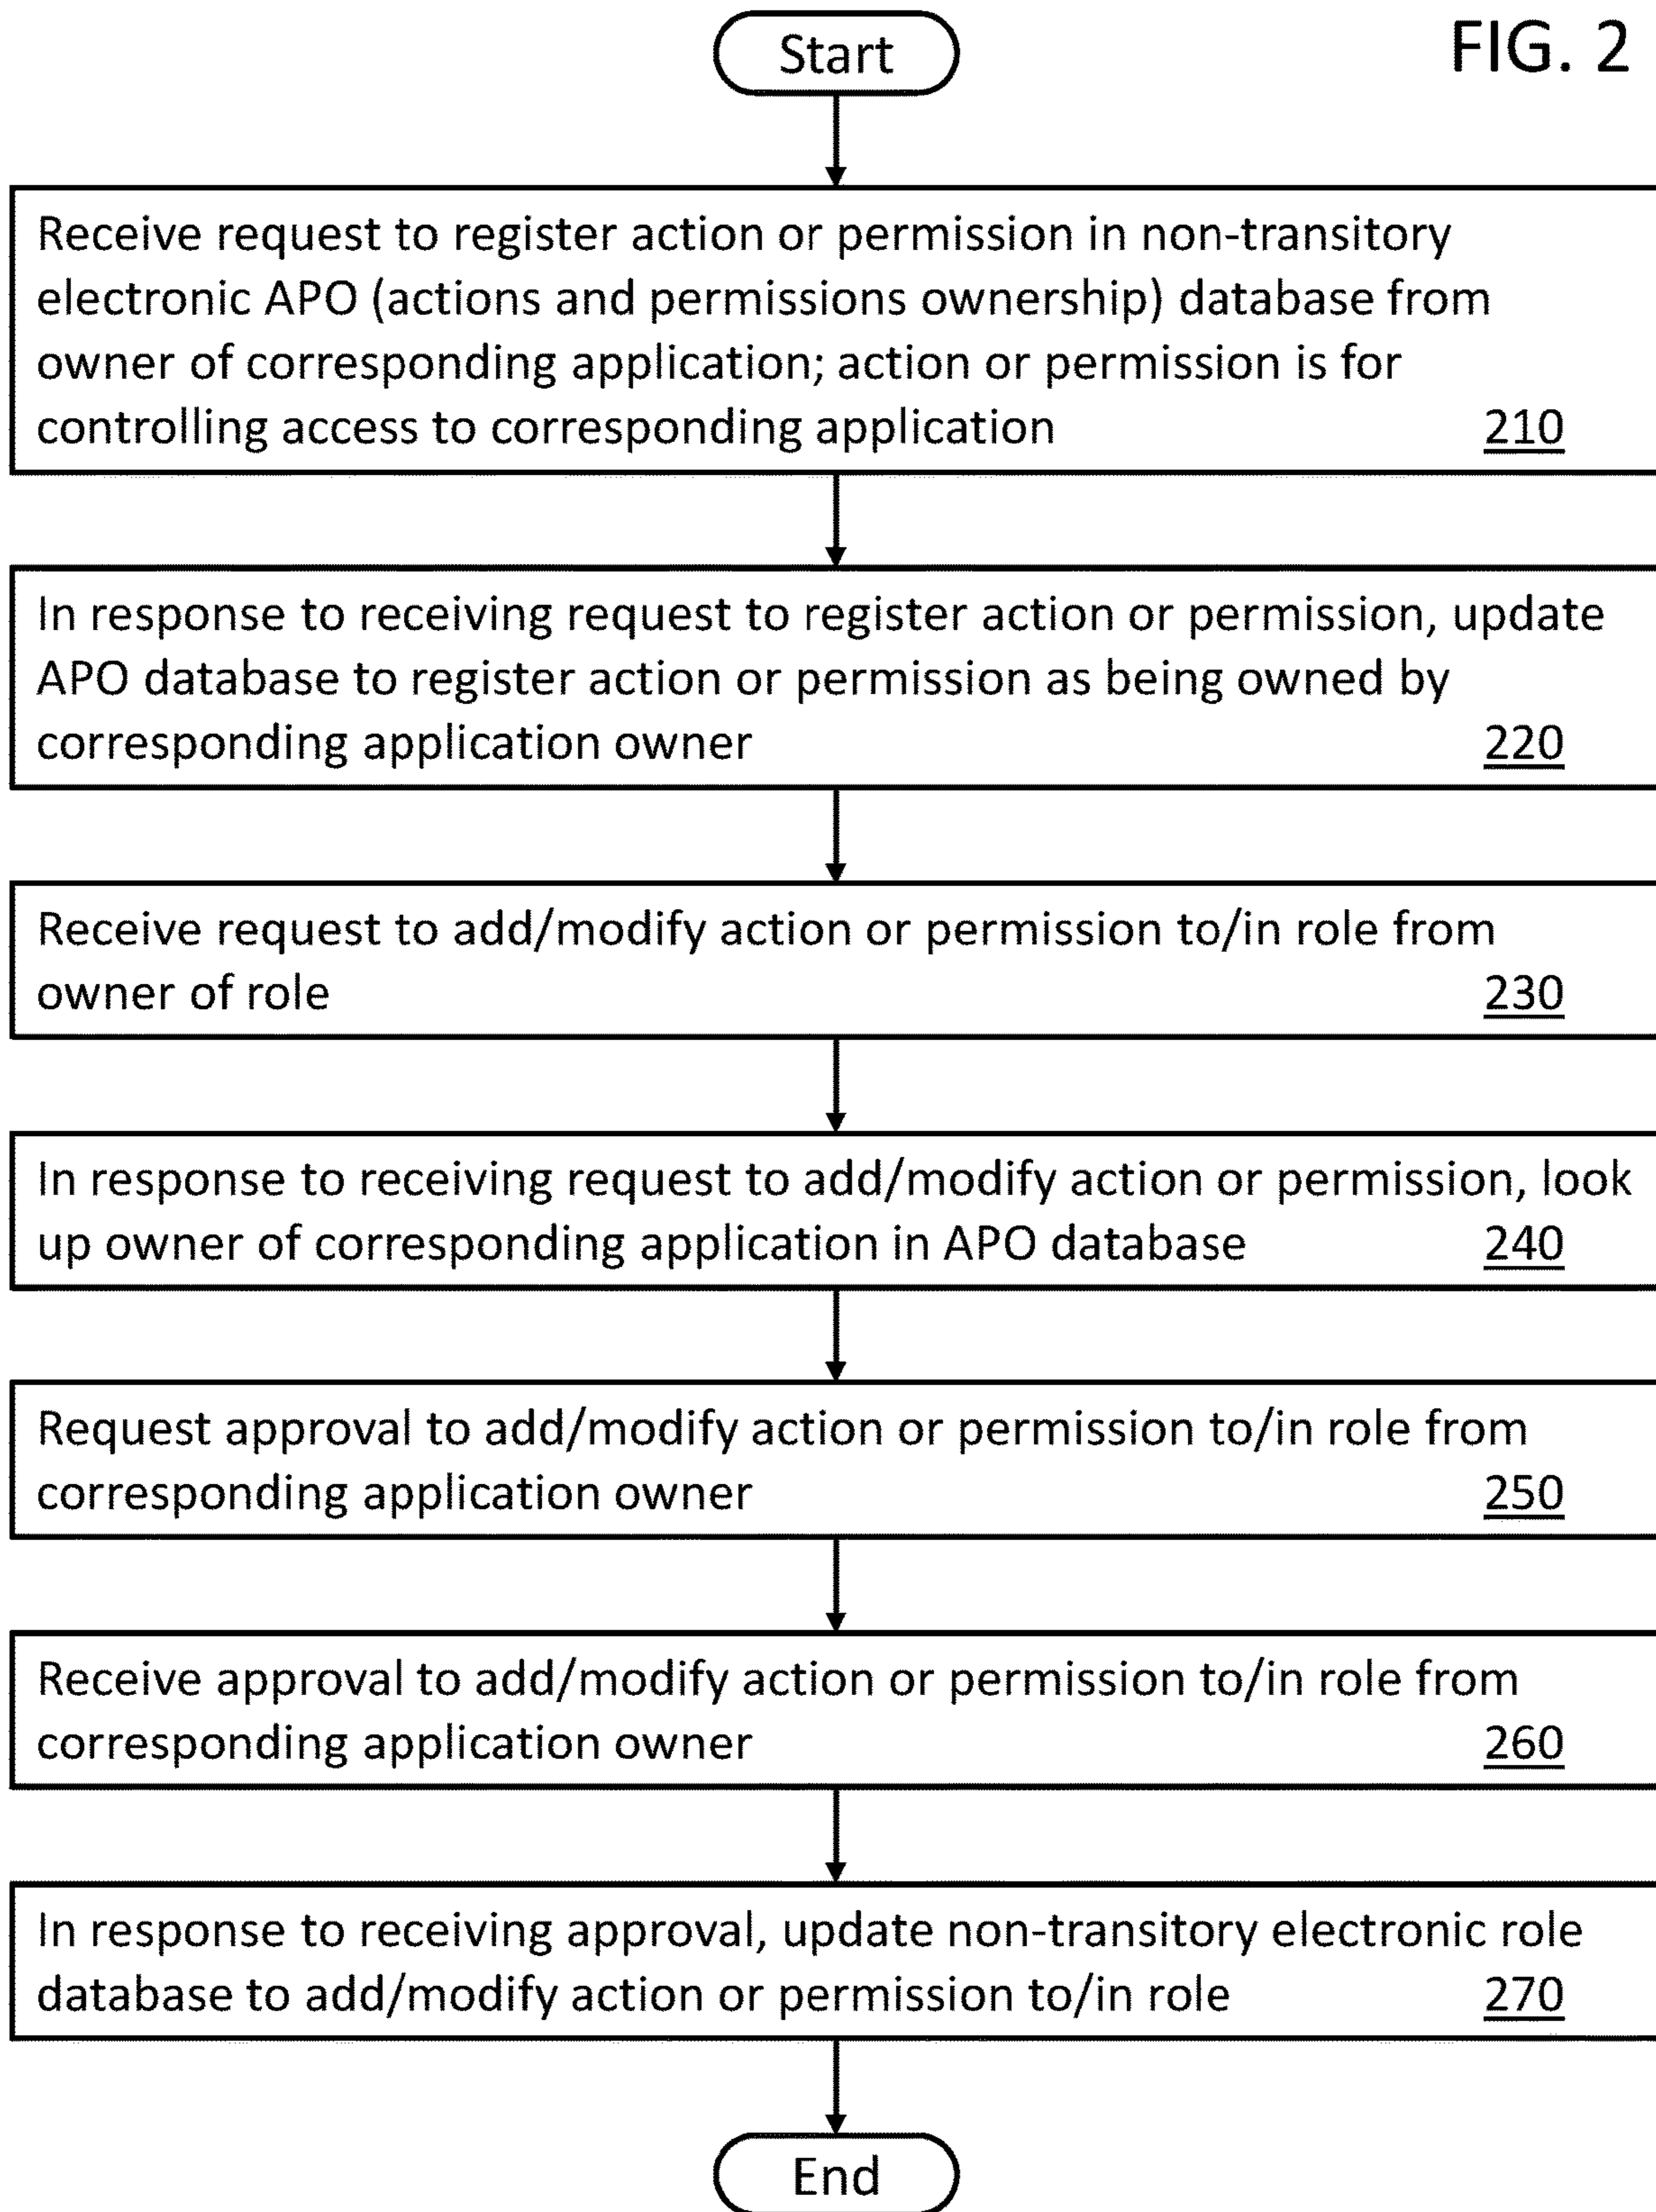 Start
FIG. 2
Receive request to register action or permission in non-transitory
electronic APO (actions and permissions ownership) database from
owner of corresponding application; action or permission is for
controlling access to corresponding application 210
In response to receiving request to register action or permission, update
APO database to register action or permission as being owned by
corresponding application owner 220
Receive request to add/modify action or permission to/in role from
owner of role 230
In response to receiving request to add/modify action or permission, look
up owner of corresponding application in APO database 240
Request approval to add/modify action or permission to/in role from
corresponding application owner 250
Receive approval to add/modify action or permission to/in role from
corresponding application owner 260
In response to receiving approval, update non-transitory electronic role
database to add/modify action or permission to/in role 270
End